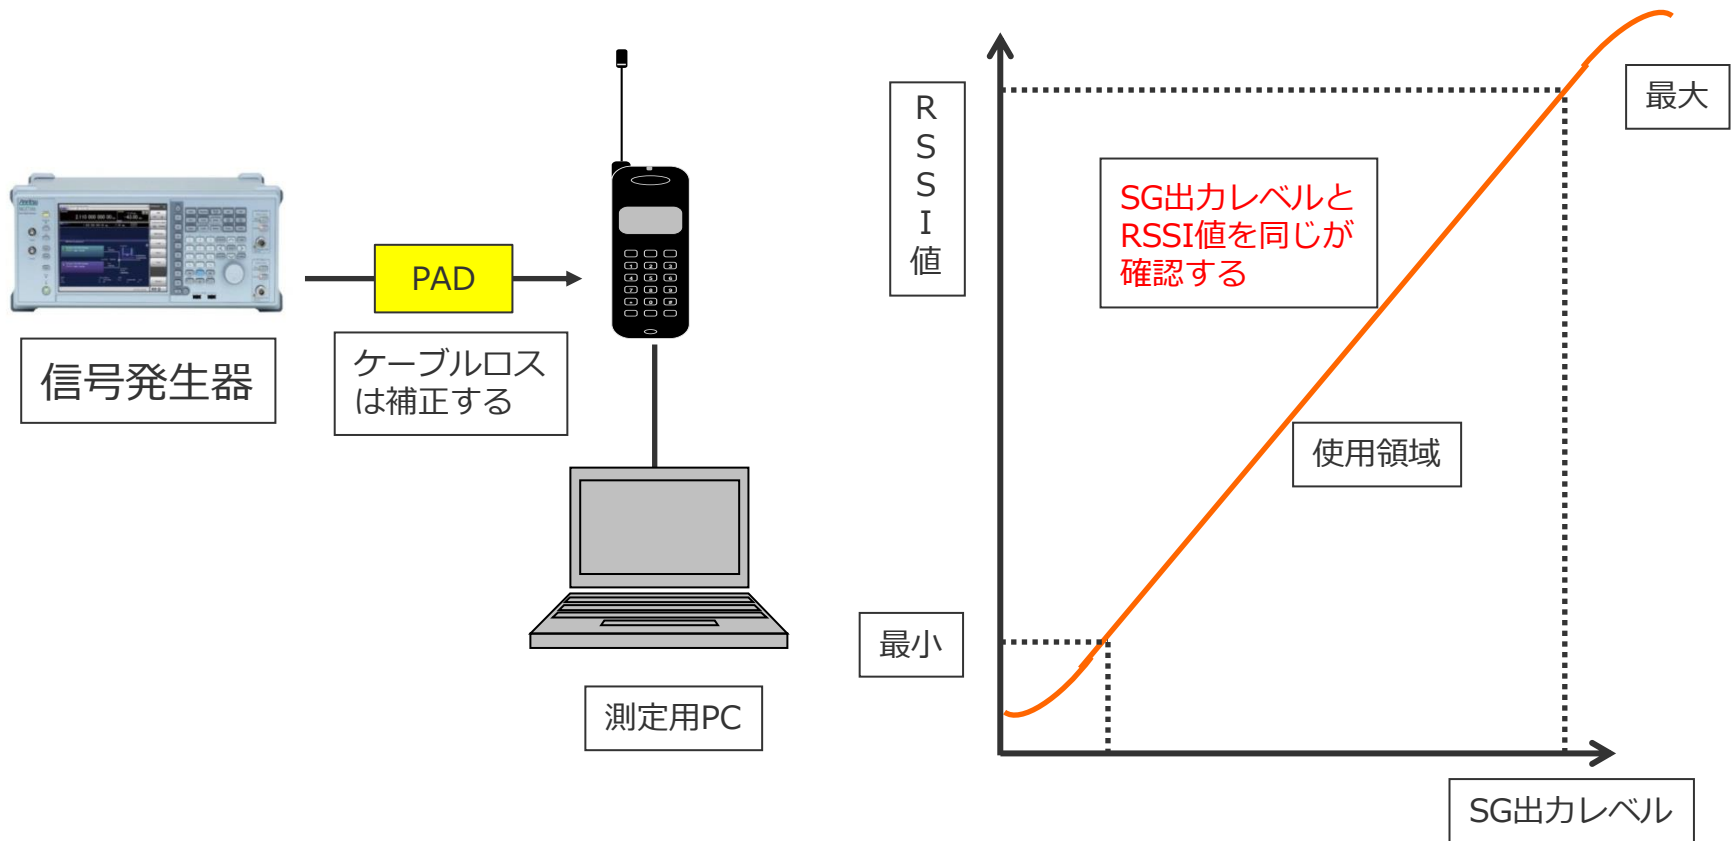 信号発生器
PAD
ケーブルロス
は補正する
測定用PC
R
S
S
I
値
最大
SG出力レベルと
RSSI値を同じが
確認する
使用領域
最小
SG出力レベル